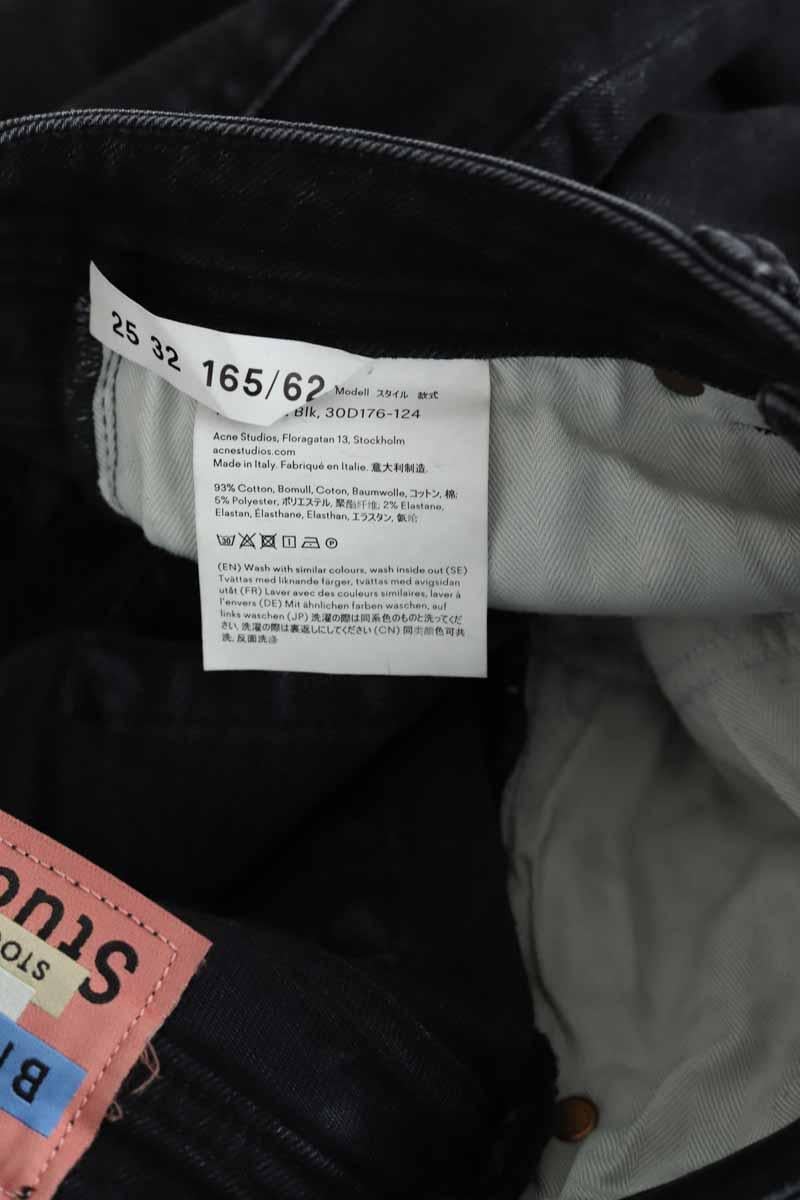 25 32 165/62
Modell スタイル 款式
Blk, 30D176-124
Acne Studios, Floragatan 13, Stockholm
acnestudios.com
Made in Italy. Fabriqué en Italie. 意大利制造.
93% Cotton, Bomull, Coton, Baumwolle, コットン, 棉;
5% Polyester, ポリエステル, 聚酯纤维; 2% Elastane,
Elastan, Élasthane, Elasthan, エラスタン, 氨纶
30
P
(EN) Wash with similar colours, wash inside out (SE)
Tvättas med liknande färger, tvättas med avigsidan
utåt (FR) Laver avec des couleurs similaires, laver à
l'envers (DE) Mit ähnlichen farben waschen, auf
links waschen (JP) 洗濯の際は同系色のものと洗ってくだ
さい, 洗濯の際は裏返しにしてください (CN) 同类颜色可共
洗, 反面洗涤
Stud
STO
Bl